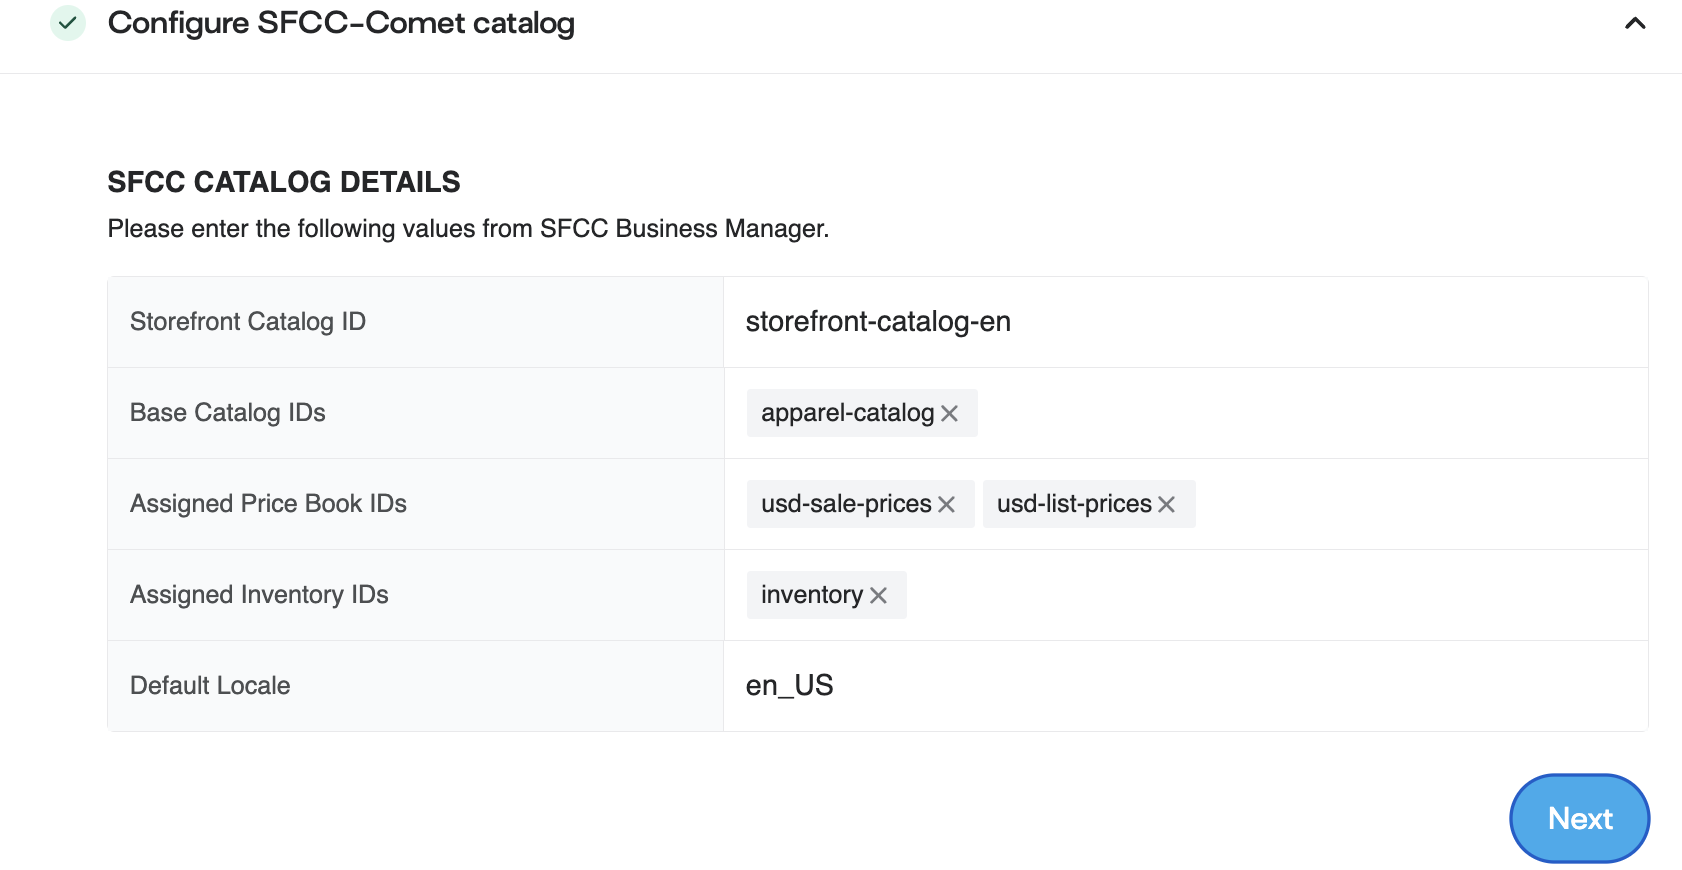 Configure SFCC-Comet catalog
SFCC CATALOG DETAILS
Please enter the following values from SFCC Business Manager.
Storefront Catalog ID storefront-catalog-en
Base Catalog IDs apparel-catalog
Assigned Price Book IDs usd-sale-prices usd-list-prices
Assigned Inventory IDs inventory
Default Locale en_US
Next